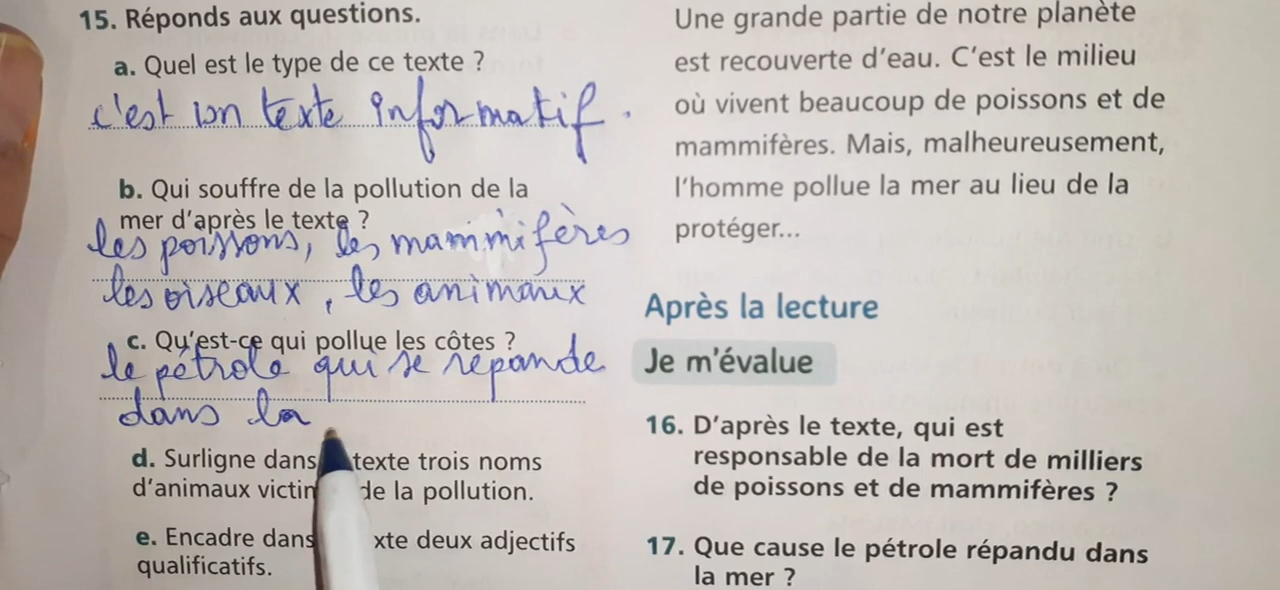 15. Réponds aux questions.
a. Quel est le type de ce texte ?
c'est un texte informatif.
b. Qui souffre de la pollution de la
mer d'après le texte ?
les poissons, les mammifères
les oiseaux, les animaux
c. Qu'est-ce qui pollue les côtes ?
le pétrole qui se répande
dans la
d. Surligne dans texte trois noms
d'animaux de la pollution.
e. Encadre dans deux adjectifs
qualificatifs.
Une grande partie de notre planète
est recouverte d'eau. C'est le milieu
où vivent beaucoup de poissons et de
mammifères. Mais, malheureusement,
l'homme pollue la mer au lieu de la
protéger...
Après la lecture
Je m'évalue
16. D'après le texte, qui est
responsable de la mort de milliers
de poissons et de mammifères ?
17. Que cause le pétrole répandu dans
la mer ?